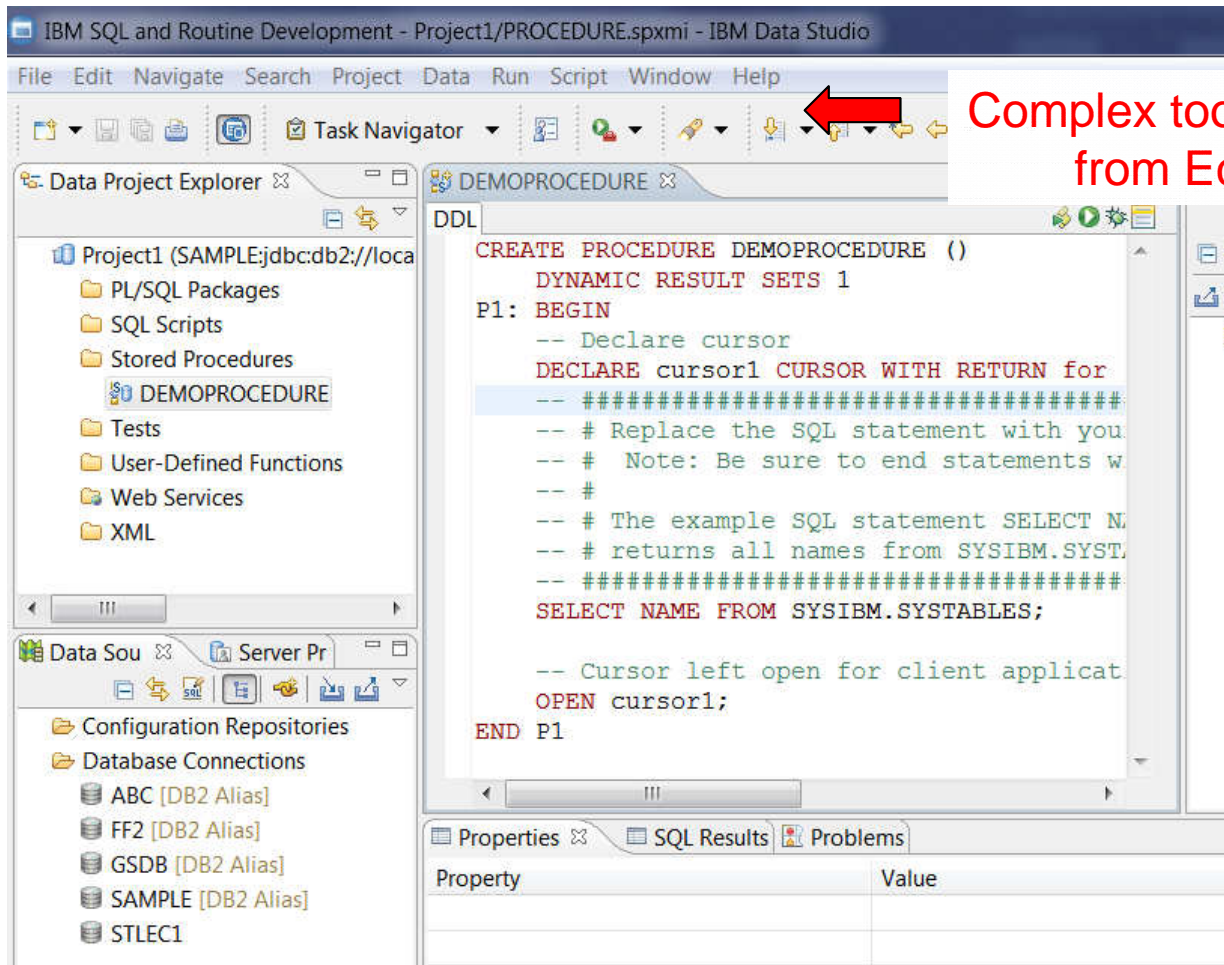 IBM SQL and Routine Development - Project1/PROCEDURE.spxmi - IBM Data Studio
File Edit Navigate Search Project Data Run Script Window Help
Task Navigator
Complex
from
Data Project Explorer
Project1 (SAMPLE:jdbc:db2://loca
PL/SQL Packages
SQL Scripts
Stored Procedures
DEMOPROCEDURE
Tests
User-Defined Functions
Web Services
XML
Data Sou Server Pr
Configuration Repositories
Database Connections
ABC [DB2 Alias]
FF2 [DB2 Alias]
GSDB [DB2 Alias]
SAMPLE [DB2 Alias]
STLEC1
DEMOPROCEDURE
DDL
CREATE PROCEDURE DEMOPROCEDURE ()
DYNAMIC RESULT SETS 1
P1: BEGIN
-- Declare cursor
DECLARE cursor1 CURSOR WITH RETURN for
-- ####################################
-- # Replace the SQL statement with you
-- # Note: Be sure to end statements w
-- #
-- # The example SQL statement SELECT
-- # returns all names from SYSIBM.SYST
-- ####################################
SELECT NAME FROM SYSIBM.SYSTABLES;
-- Cursor left open for client applicat
OPEN cursor1;
END P1
Properties SQL Results Problems
Property Value